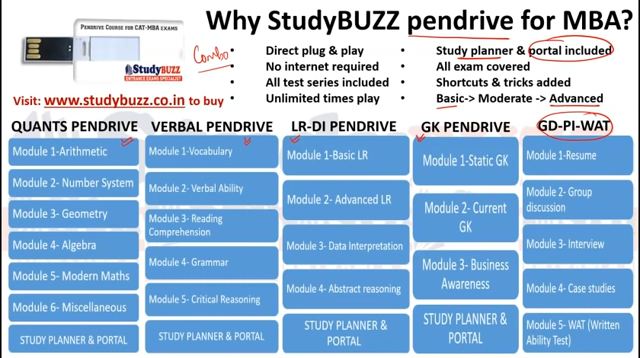 PENDRIVE COURSE FOR CAT-MBA EXAMS
StudyBUZZ
ENTRANCE EXAMS SPECIALIST
Why StudyBUZZ pendrive for MBA?
Combo
• Direct plug & play
• No internet required
• All test series included
• Unlimited times play
• Study planner & portal included
• All exam covered
• Shortcuts & tricks added
• Basic-> Moderate -> Advanced
Visit: www.studybuzz.co.in to buy
QUANTS PENDRIVE
Module 1-Arithmetic
Module 2- Number System
Module 3- Geometry
Module 4- Algebra
Module 5- Modern Maths
Module 6- Miscellaneous
STUDY PLANNER & PORTAL
VERBAL PENDRIVE
Module 1-Vocabulary
Module 2- Verbal Ability
Module 3- Reading
Comprehension
Module 4- Grammar
Module 5- Critical Reasoning
STUDY PLANNER & PORTAL
LR-DI PENDRIVE
Module 1-Basic LR
Module 2- Advanced LR
Module 3- Data Interpretation
Module 4- Abstract reasoning
STUDY PLANNER & PORTAL
GK PENDRIVE
Module 1-Static GK
Module 2- Current
GK
Module 3- Business
Awareness
STUDY PLANNER &
PORTAL
GD-PI-WAT
Module 1-Resume
Module 2- Group
discussion
Module 3- Interview
Module 4- Case studies
Module 5- WAT (Written
Ability Test)